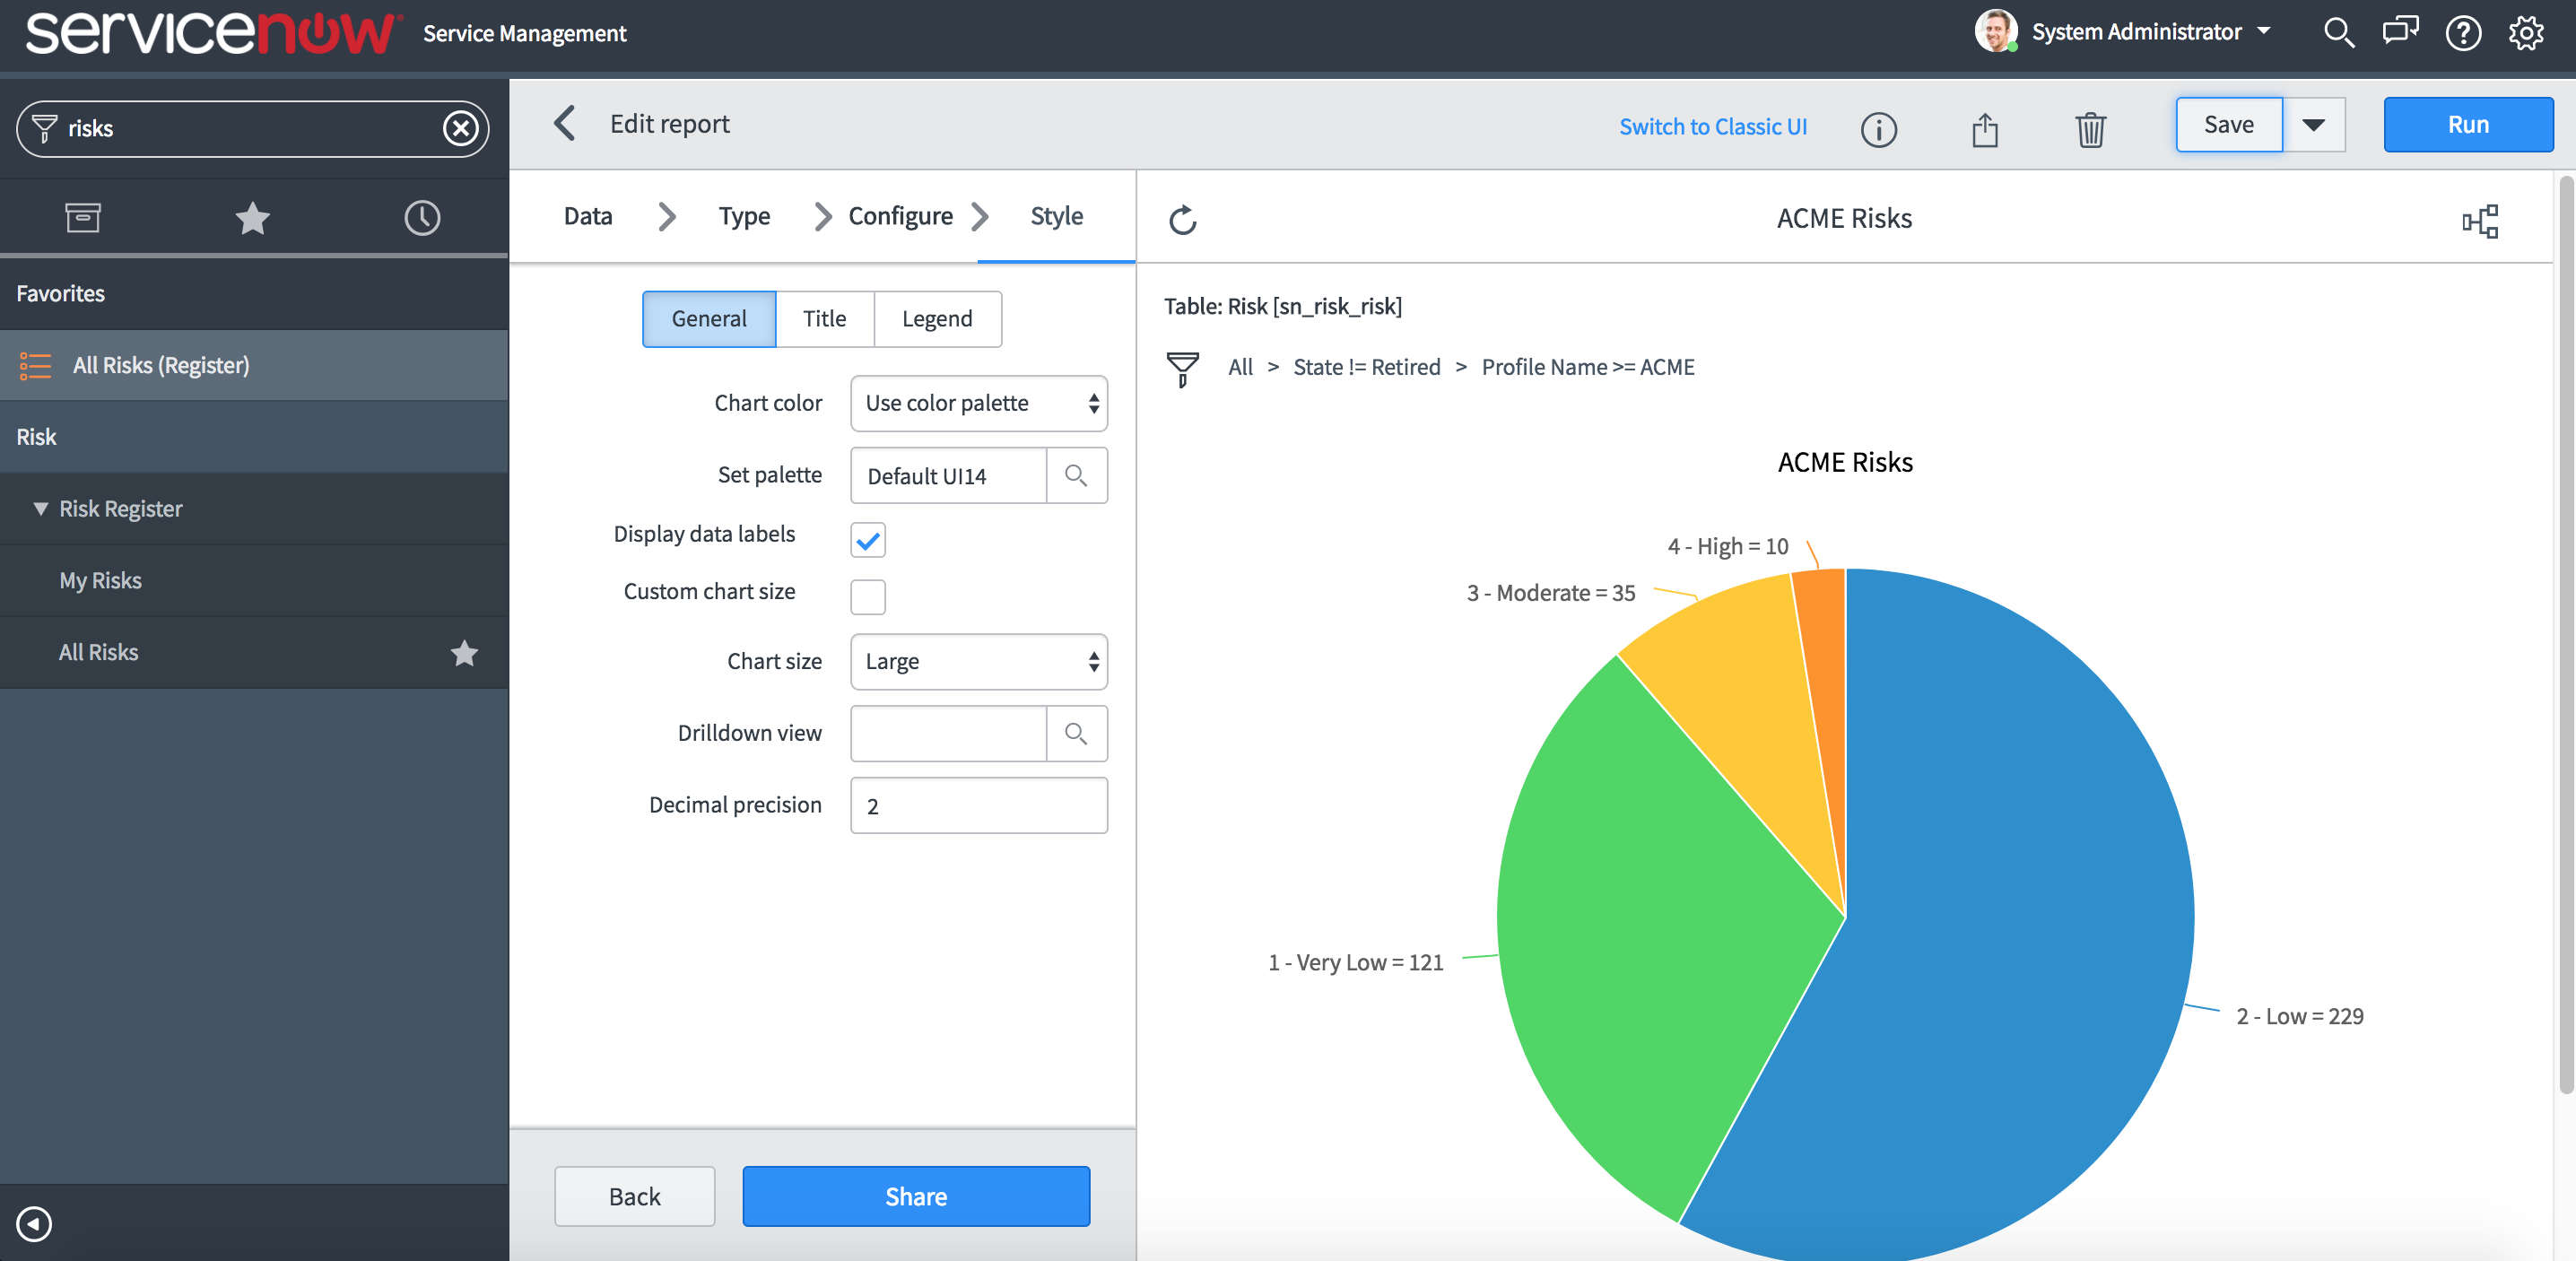 servicenow Service Management
System Administrator
risks
Favorites
All Risks (Register)
Risk
Risk Register
My Risks
All Risks
Edit report
Switch to Classic UI
Save
Run
Data
Type
Configure
Style
General
Title
Legend
Chart color
Use color palette
Set palette
Default UI14
Display data labels
Custom chart size
Chart size
Large
Drilldown view
Decimal precision
2
Back
Share
ACME Risks
Table: Risk [sn_risk_risk]
All > State != Retired > Profile Name >= ACME
ACME Risks
4 - High = 10
3 - Moderate = 35
1 - Very Low = 121
2 - Low = 229